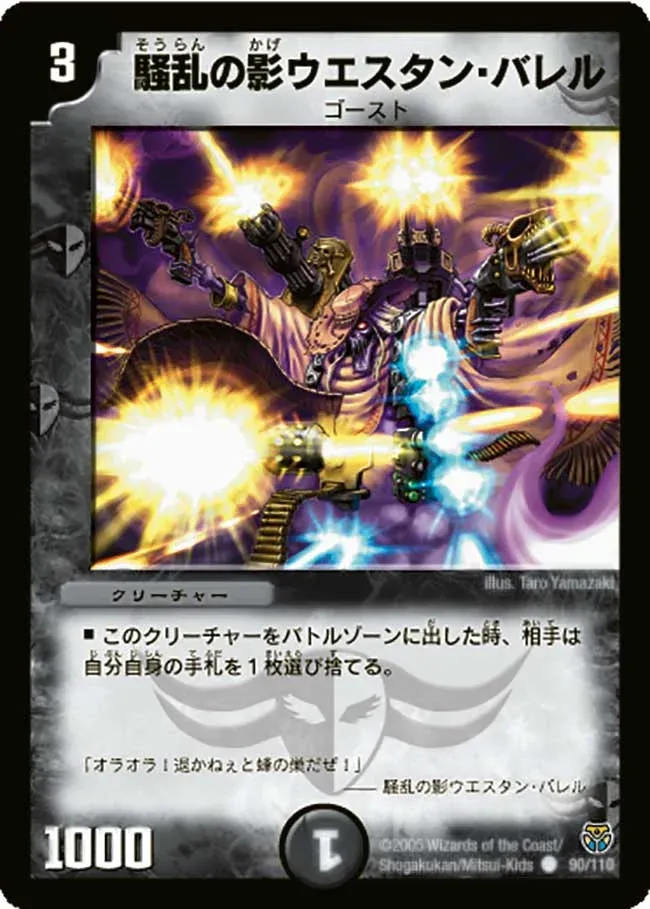 3
そうらん かげ
騒乱の影ウエスタン・バレル
ゴースト
illus. Taro Yamazaki
クリーチャー
■ このクリーチャーをバトルゾーンに出した時、相手は
自分自身の手札を1枚選び捨てる。
「オラオラ!退かねぇと蜂の巣だぜ!」
―― 騒乱の影ウエスタン・バレル
1000
1
©2005 Wizards of the Coast/
Shogakukan/Mitsui-Kids
90/110